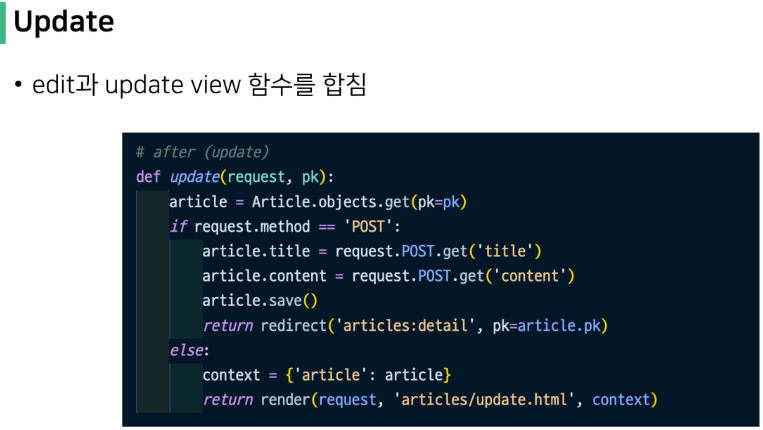 Update
• edit과 update view 함수를 합침
# after (update)
def update(request, pk):
    article = Article.objects.get(pk=pk)
    if request.method == 'POST':
        article.title = request.POST.get('title')
        article.content = request.POST.get('content')
        article.save()
        return redirect('articles:detail', pk=article.pk)
    else:
        context = {'article': article}
        return render(request, 'articles/update.html', context)